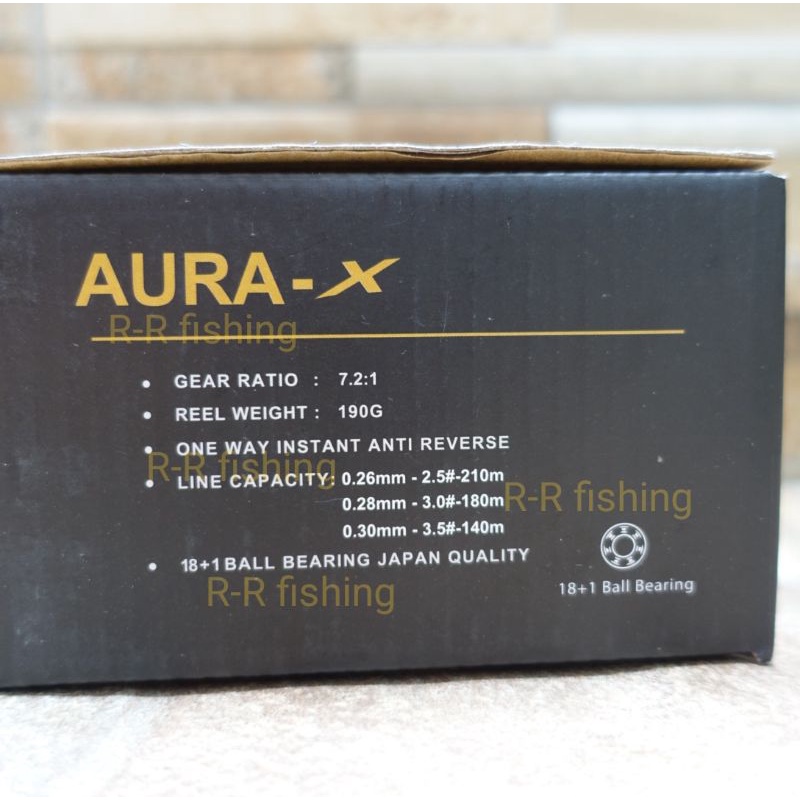 AURA-X
R-R fishing
• GEAR RATIO : 7.2:1
• REEL WEIGHT : 190G
• ONE WAY INSTANT ANTI REVERSE
R-R fishing
• LINE CAPACITY: 0.26mm - 2.5#-210m
0.28mm - 3.0#-180m
R-R fishing
0.30mm - 3.5#-140m
• 18+1 BALL BEARING JAPAN QUALITY
18+1 Ball Bearing
R-R fishing